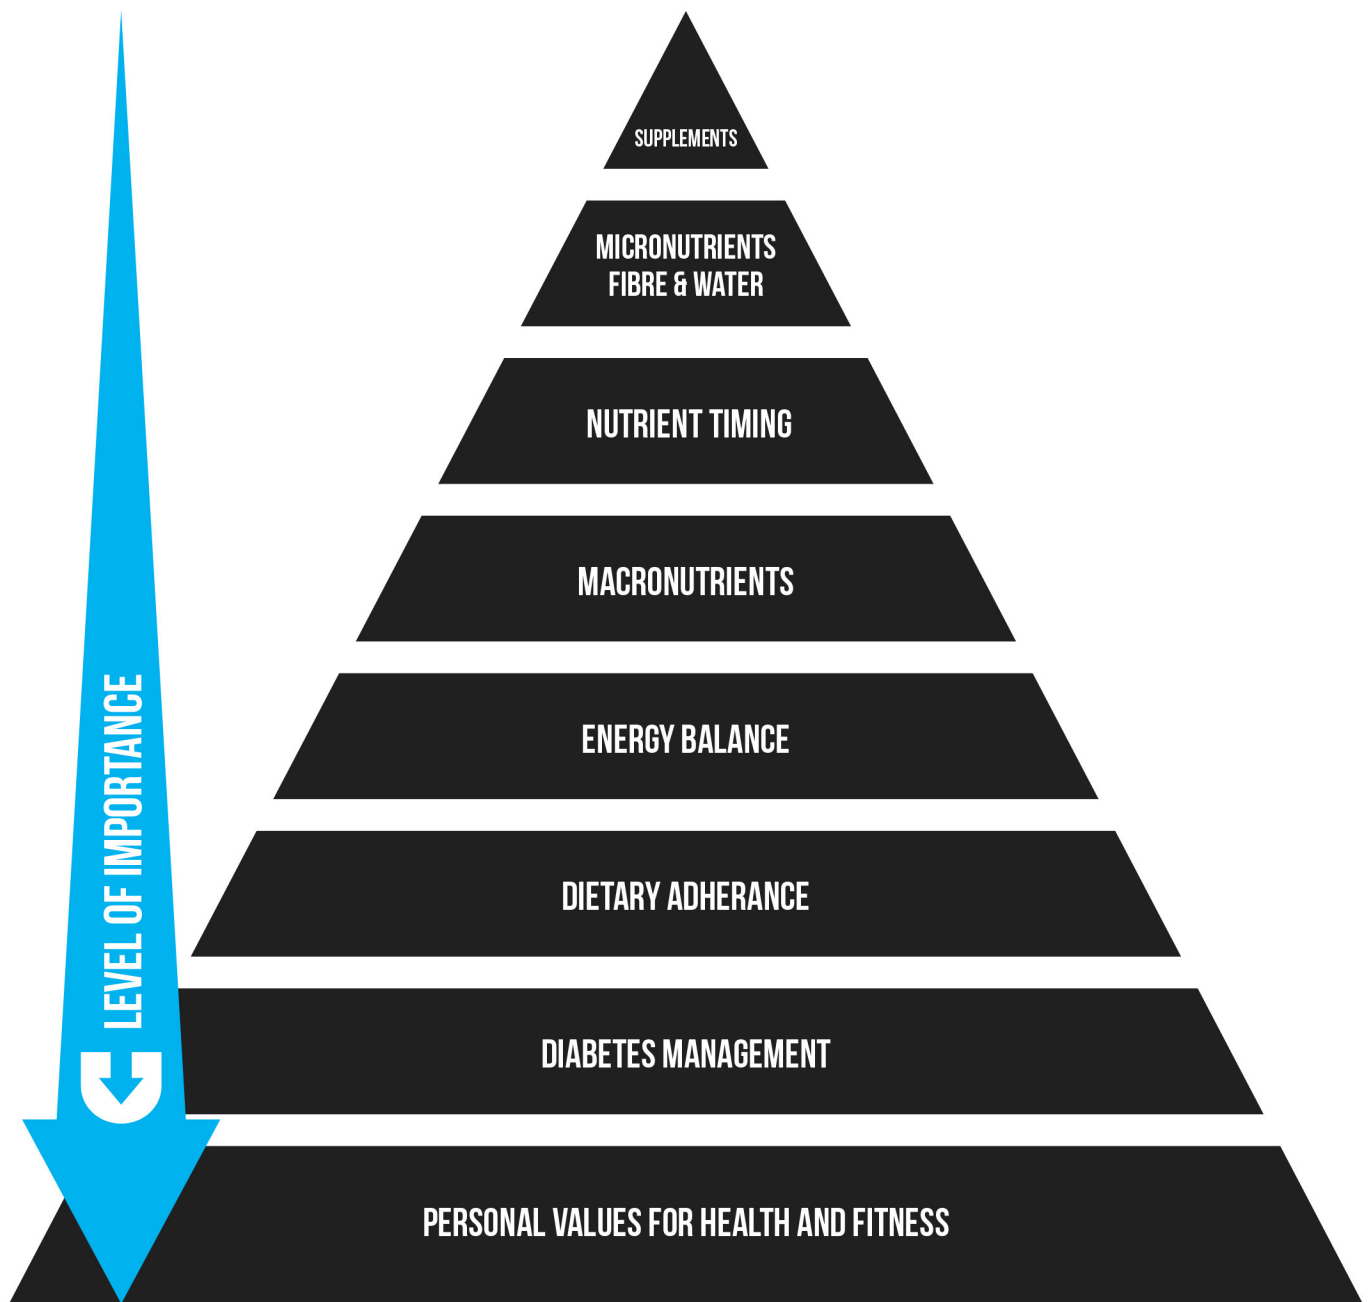 SUPPLEMENTS
MICRONUTRIENTS
FIBRE & WATER
NUTRIENT TIMING
MACRONUTRIENTS
ENERGY BALANCE
DIETARY ADHERANCE
DIABETES MANAGEMENT
PERSONAL VALUES FOR HEALTH AND FITNESS
LEVEL OF IMPORTANCE